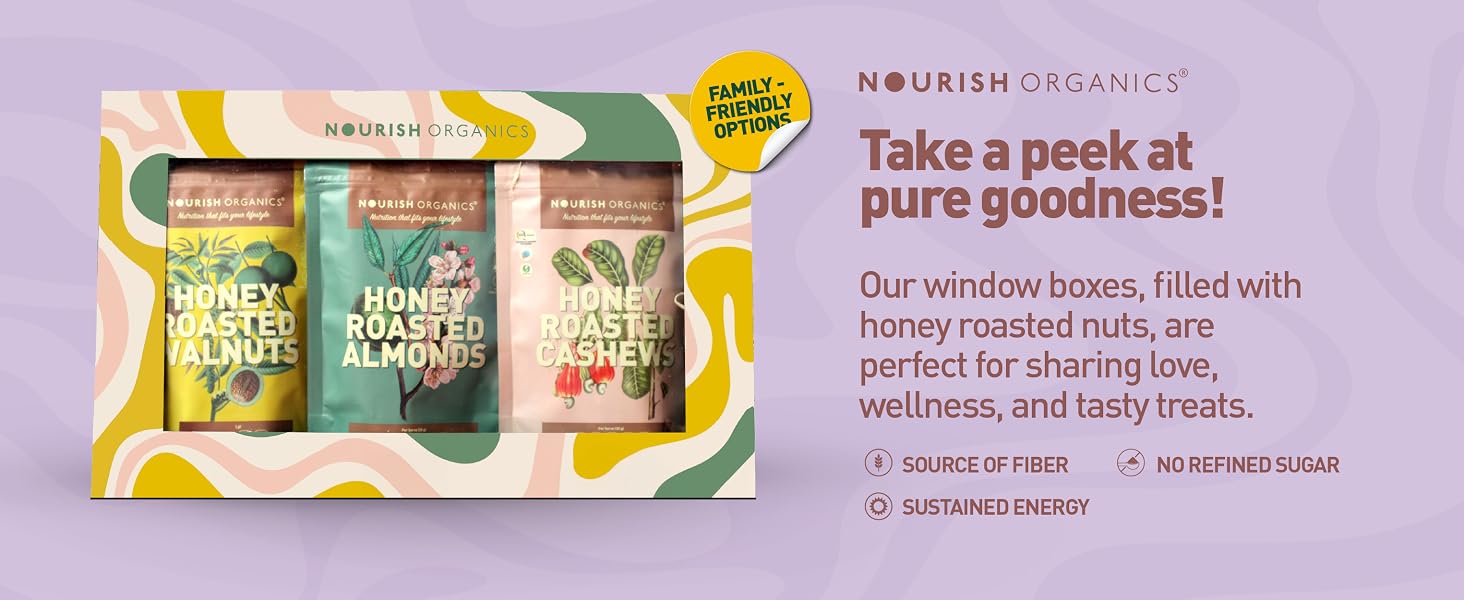 NOURISH ORGANICS
FAMILY -
FRIENDLY
OPTIONS
NOURISH ORGANICS®
Nutrition that fits your lifestyle
HONEY
ROASTED
WALNUTS
NOURISH ORGANICS®
Nutrition that fits your lifestyle
HONEY
ROASTED
ALMONDS
NOURISH ORGANICS®
Nutrition that fits your lifestyle
HONEY
ROASTED
CASHEWS
NOURISH ORGANICS®
Take a peek at
pure goodness!
Our window boxes, filled with
honey roasted nuts, are
perfect for sharing love,
wellness, and tasty treats.
SOURCE OF FIBER
NO REFINED SUGAR
SUSTAINED ENERGY